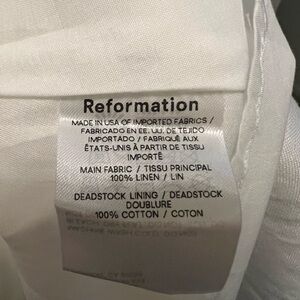 Reformation
MADE IN USA OF IMPORTED FABRICS /
FABRICADO EN EE. UU. DE TEJIDO
IMPORTADO / FABRIQUÉ AUX
ÉTATS-UNIS À PARTIR DE TISSU
IMPORTÉ
MAIN FABRIC / TISSU PRINCIPAL
100% LINEN / LIN
DEADSTOCK LINING / DEADSTOCK
DOUBLURE
100% COTTON / COTON